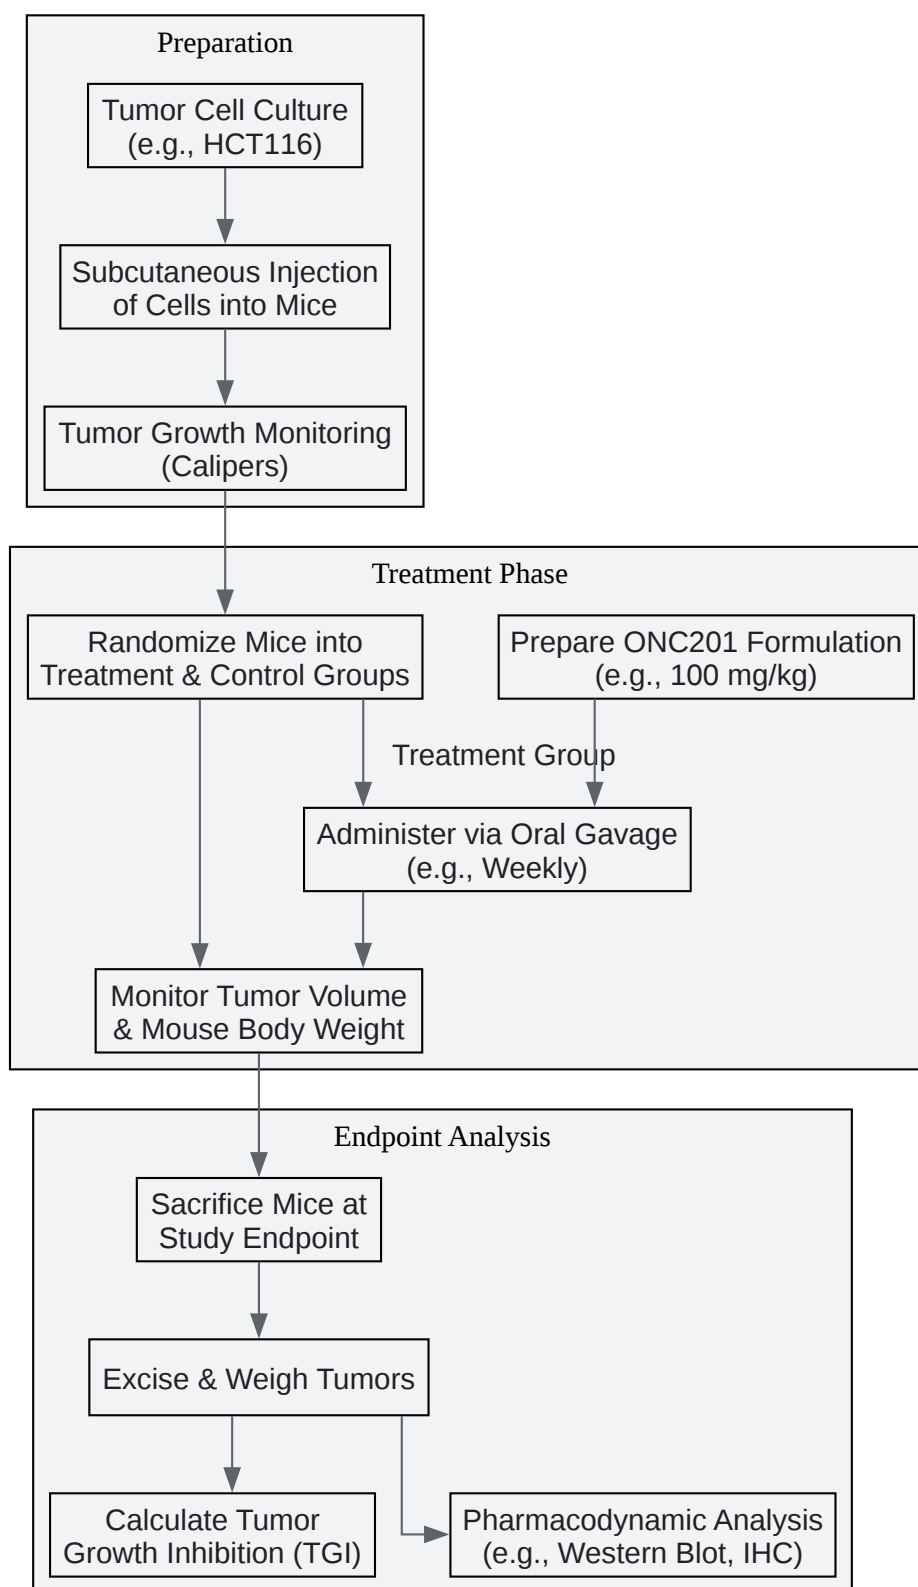 Preparation
Tumor Cell Culture
(e.g., HCT116)
Subcutaneous Injection
of Cells into Mice
Tumor Growth Monitoring
(Calipers)
Treatment Phase
Randomize Mice into
Treatment & Control Groups
Prepare ONC201 Formulation
(e.g., 100 mg/kg)
Treatment Group
Administer via Oral Gavage
(e.g., Weekly)
Monitor Tumor Volume
& Mouse Body Weight
Endpoint Analysis
Sacrifice Mice at
Study Endpoint
Excise & Weigh Tumors
Calculate Tumor
Growth Inhibition (TGI)
Pharmacodynamic Analysis
(e.g., Western Blot, IHC)